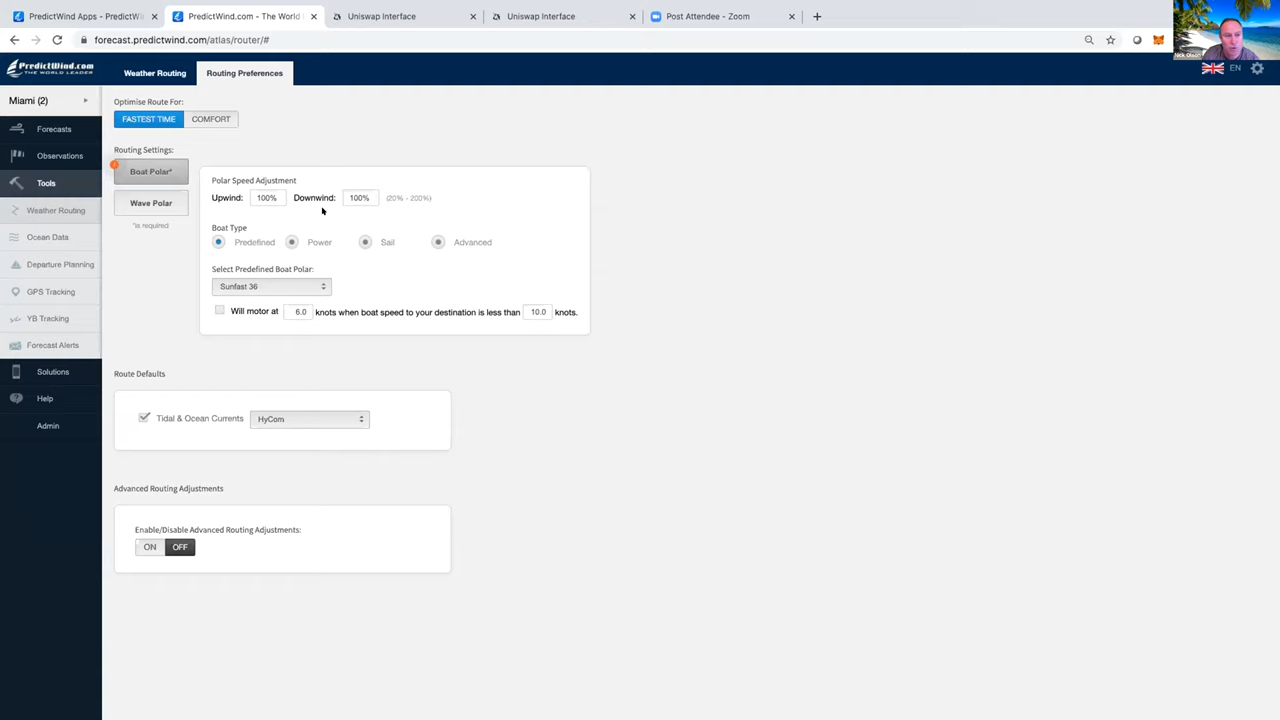 PredictWind Apps - PredictWi
PredictWind.com - The World
Uniswap Interface
Uniswap Interface
Post Attendee - Zoom
forecast.predictwind.com/atlas/router/#
PredictWind.com
THE WORLD LEADER
Weather Routing
Routing Preferences
EN
Miami (2)
Forecasts
Observations
Tools
Weather Routing
Ocean Data
Departure Planning
GPS Tracking
YB Tracking
Forecast Alerts
Solutions
Help
Admin
Optimise Route For:
FASTEST TIME COMFORT
Routing Settings:
Boat Polar*
Wave Polar
*is required
Polar Speed Adjustment
Upwind: 100% Downwind: 100% (20% - 200%)
Boat Type
Predefined Power Sail Advanced
Select Predefined Boat Polar:
Sunfast 36
Will motor at 6.0 knots when boat speed to your destination is less than 10.0 knots.
Route Defaults
Tidal & Ocean Currents HyCom
Advanced Routing Adjustments
Enable/Disable Advanced Routing Adjustments:
ON OFF